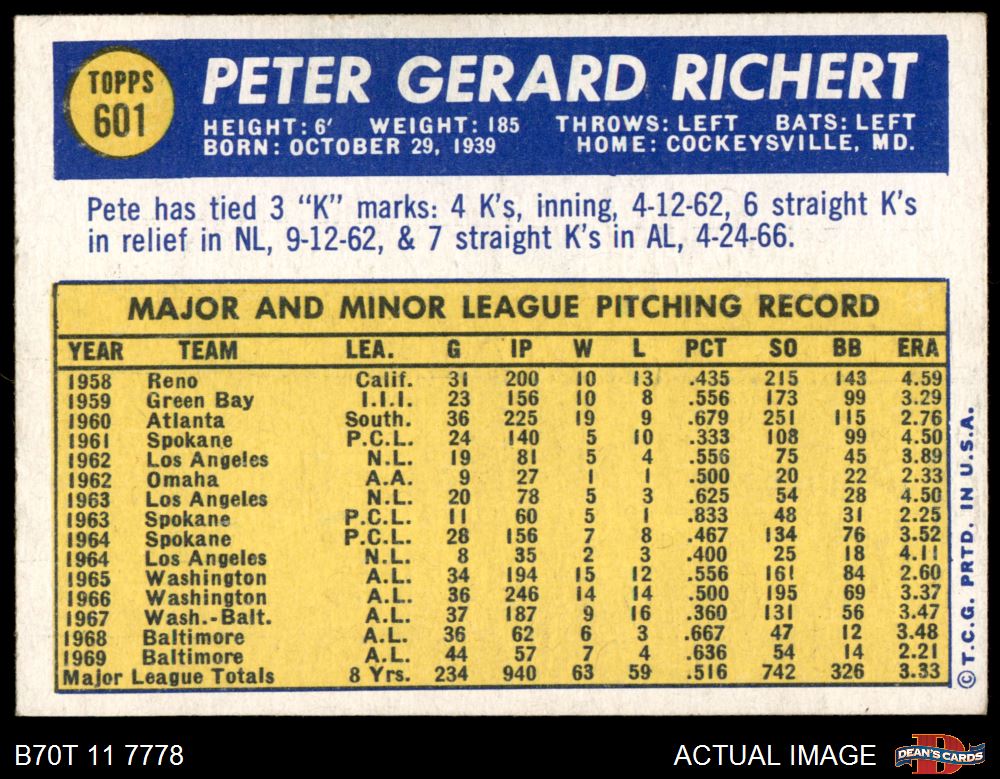 TOPPS
601
PETER GERARD RICHERT
HEIGHT: 6' WEIGHT: 185 THROWS: LEFT BATS: LEFT
BORN: OCTOBER 29, 1939 HOME: COCKEYSVILLE, MD.
Pete has tied 3 "K" marks: 4 K's, inning, 4-12-62, 6 straight K's
in relief in NL, 9-12-62, & 7 straight K's in AL, 4-24-66.
MAJOR AND MINOR LEAGUE PITCHING RECORD
YEAR TEAM LEA. G IP W L PCT SO BB ERA
1958 Reno Calif. 31 200 10 13 .435 215 143 4.59
1959 Green Bay I.I.I. 23 156 10 8 .556 173 99 3.29
1960 Atlanta South. 36 225 19 9 .679 251 115 2.76
1961 Spokane P.C.L. 24 140 5 10 .333 108 99 4.50
1962 Los Angeles N.L. 19 81 5 4 .556 75 45 3.89
1962 Omaha A.A. 9 27 1 1 .500 20 22 2.33
1963 Los Angeles N.L. 20 78 5 3 .625 54 28 4.50
1963 Spokane P.C.L. 11 60 5 1 .833 48 31 2.25
1964 Spokane P.C.L. 28 156 7 8 .467 134 76 3.52
1964 Los Angeles N.L. 8 35 2 3 .400 25 18 4.11
1965 Washington A.L. 34 194 15 12 .556 161 84 2.60
1966 Washington A.L. 36 246 14 14 .500 195 69 3.37
1967 Wash.-Balt. A.L. 37 187 9 16 .360 131 56 3.47
1968 Baltimore A.L. 36 62 6 3 .667 47 12 3.48
1969 Baltimore A.L. 44 57 7 4 .636 54 14 2.21
Major League Totals 8 Yrs. 234 940 63 59 .516 742 326 3.33
© T.C.G. PRTD. IN U.S.A.
B70T 11 7778
ACTUAL IMAGE
DEAN'S CARDS